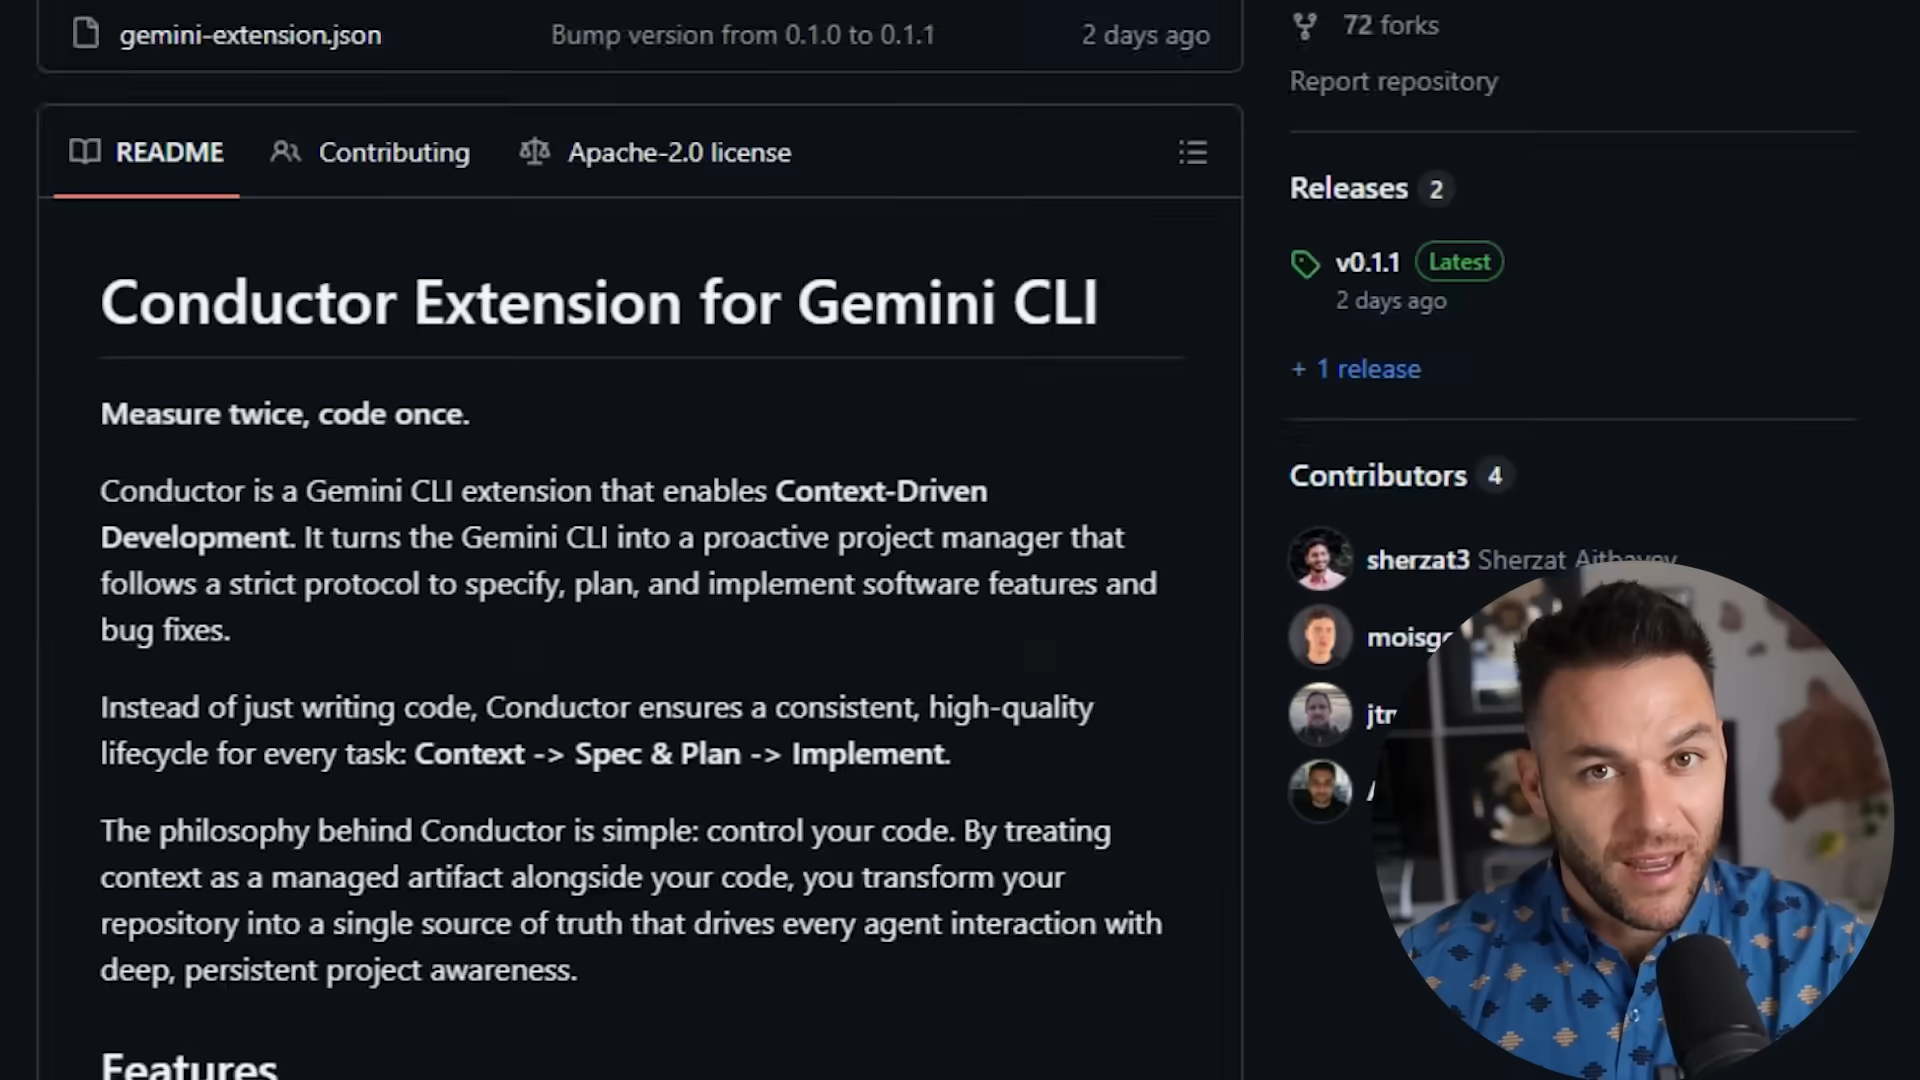 gemini-extension.json Bump version from 0.1.0 to 0.1.1 2 days ago
README Contributing Apache-2.0 license
Conductor Extension for Gemini CLI
Measure twice, code once.
Conductor is a Gemini CLI extension that enables Context-Driven
Development. It turns the Gemini CLI into a proactive project manager that
follows a strict protocol to specify, plan, and implement software features and
bug fixes.
Instead of just writing code, Conductor ensures a consistent, high-quality
lifecycle for every task: Context -> Spec & Plan -> Implement.
The philosophy behind Conductor is simple: control your code. By treating
context as a managed artifact alongside your code, you transform your
repository into a single source of truth that drives every agent interaction with
deep, persistent project awareness.
Features
72 forks
Report repository
Releases 2
v0.1.1 Latest
2 days ago
+ 1 release
Contributors 4
sherzat3 Sherzat